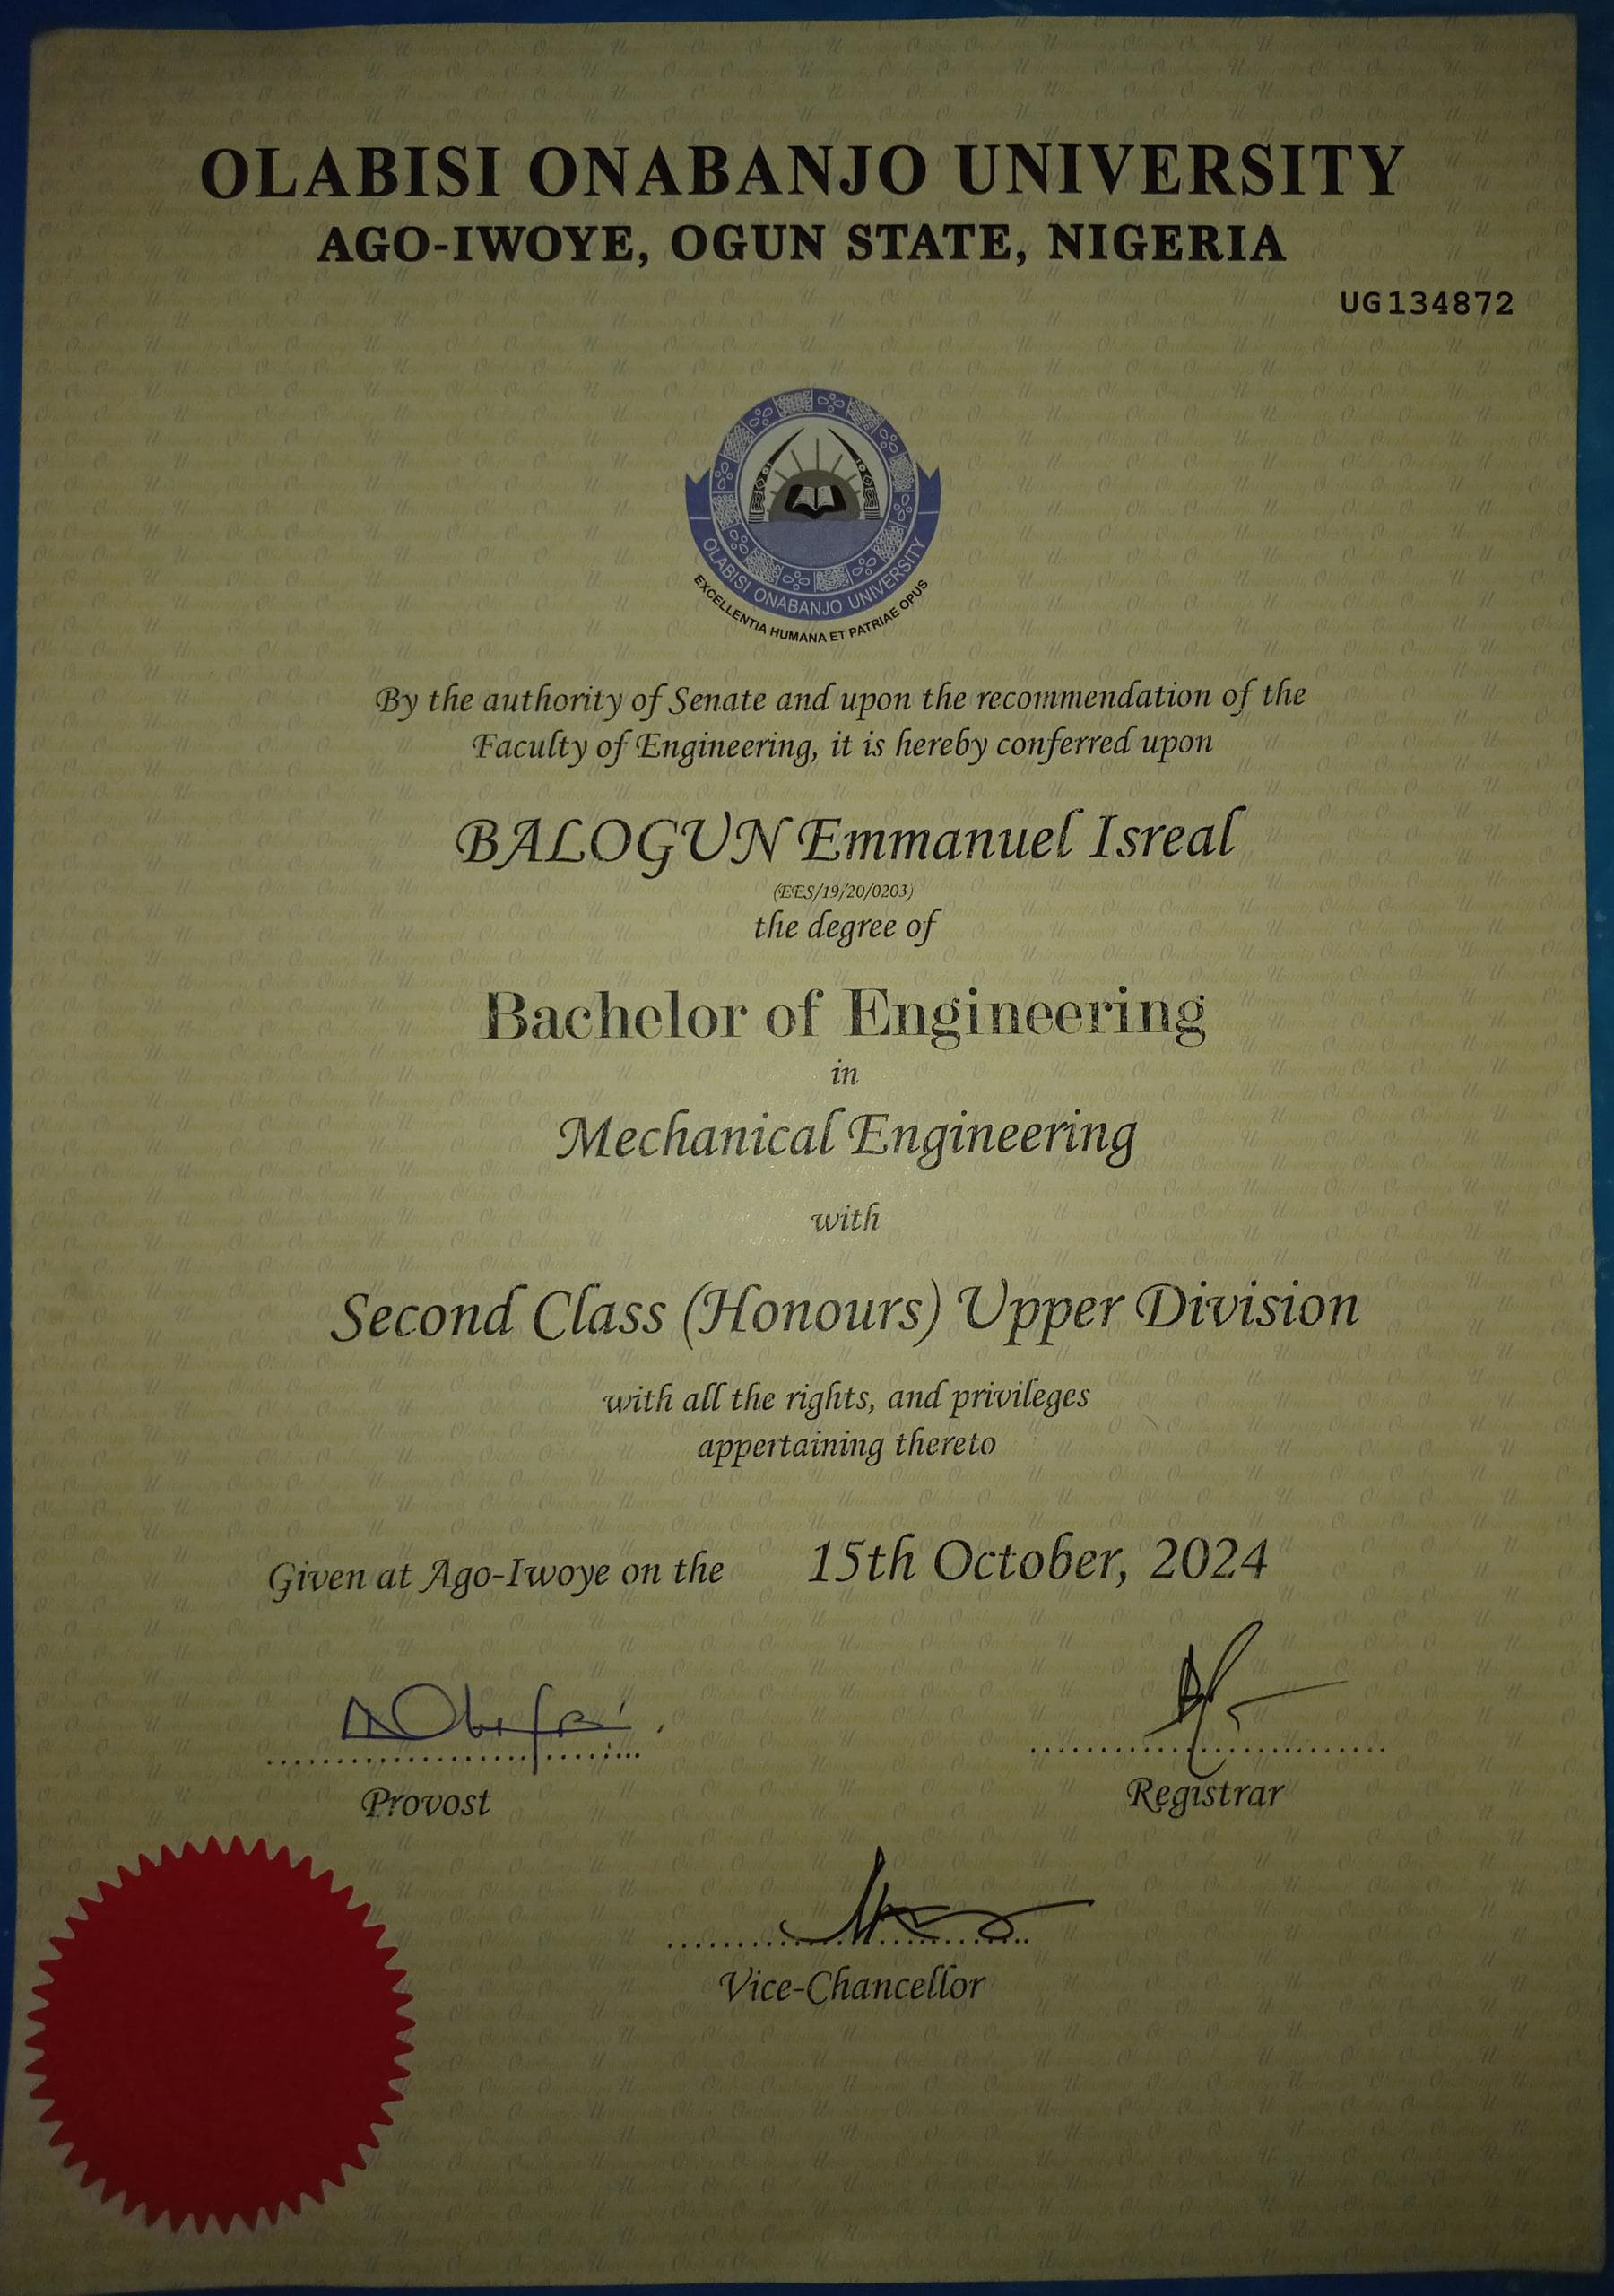 OLABISI ONABANJO UNIVERSITY
AGO-IWOYE, OGUN STATE, NIGERIA
UG134872
OLABISI ONABANJO UNIVERSITY
EXCELLENTIA HUMANA ET PATRIAE OPUS
By the authority of Senate and upon the recommendation of the
Faculty of Engineering, it is hereby conferred upon
BALOGUN Emmanuel Isreal
(EES/19/20/0203)
the degree of
Bachelor of Engineering
in
Mechanical Engineering
with
Second Class (Honours) Upper Division
with all the rights, and privileges
appertaining thereto
Given at Ago-Iwoye on the 15th October, 2024
Provost
Registrar
Vice-Chancellor